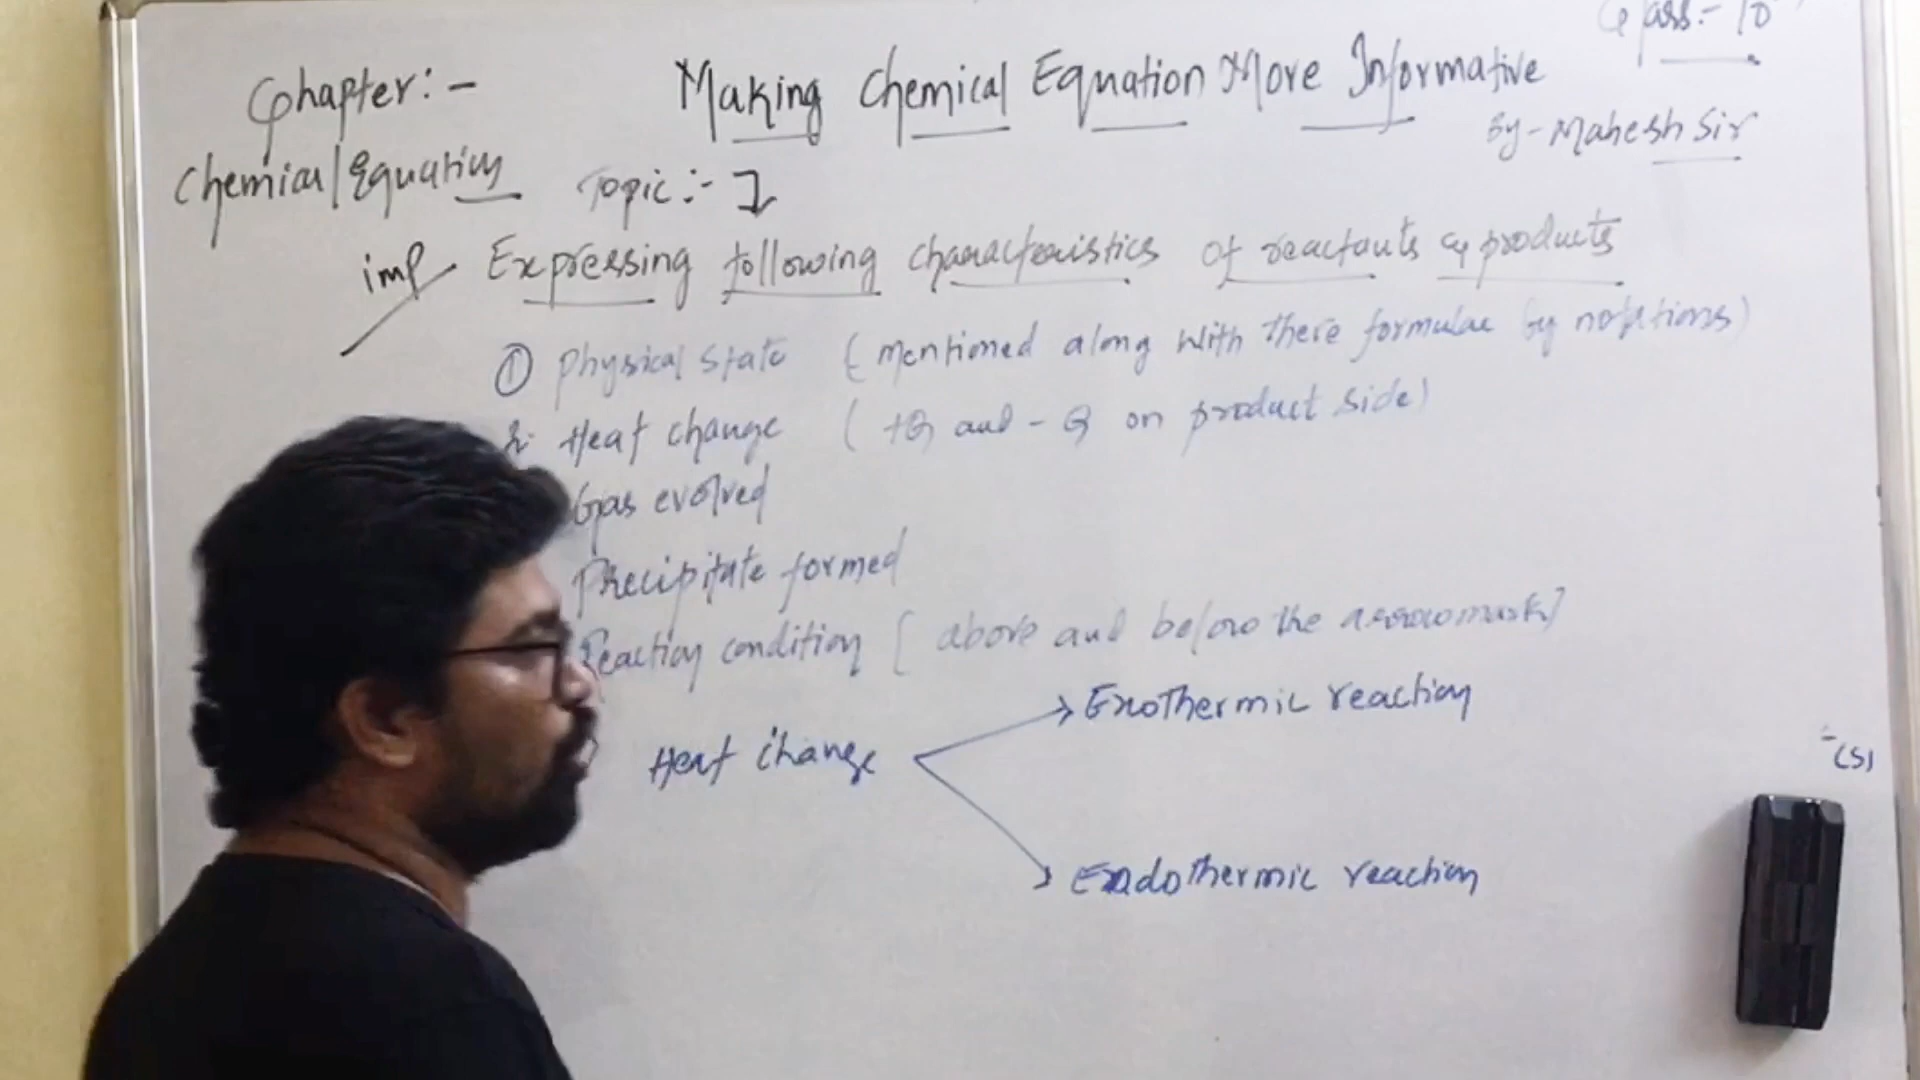 Class:- 10
Chapter:-
Making Chemical Equation More Informative
By - Mahesh Sir
Chemical Equation
Topic:- I
imp
Expressing following characteristics of reactants & products
① Physical state (mentioned along with there formulae by notations)
2. Heat change (+Q and -Q on product side)
Gas evolved
Precipitate formed
Reaction condition [above and below the arrow mark]
Heat change
Exothermic reaction
Endothermic reaction
(s)